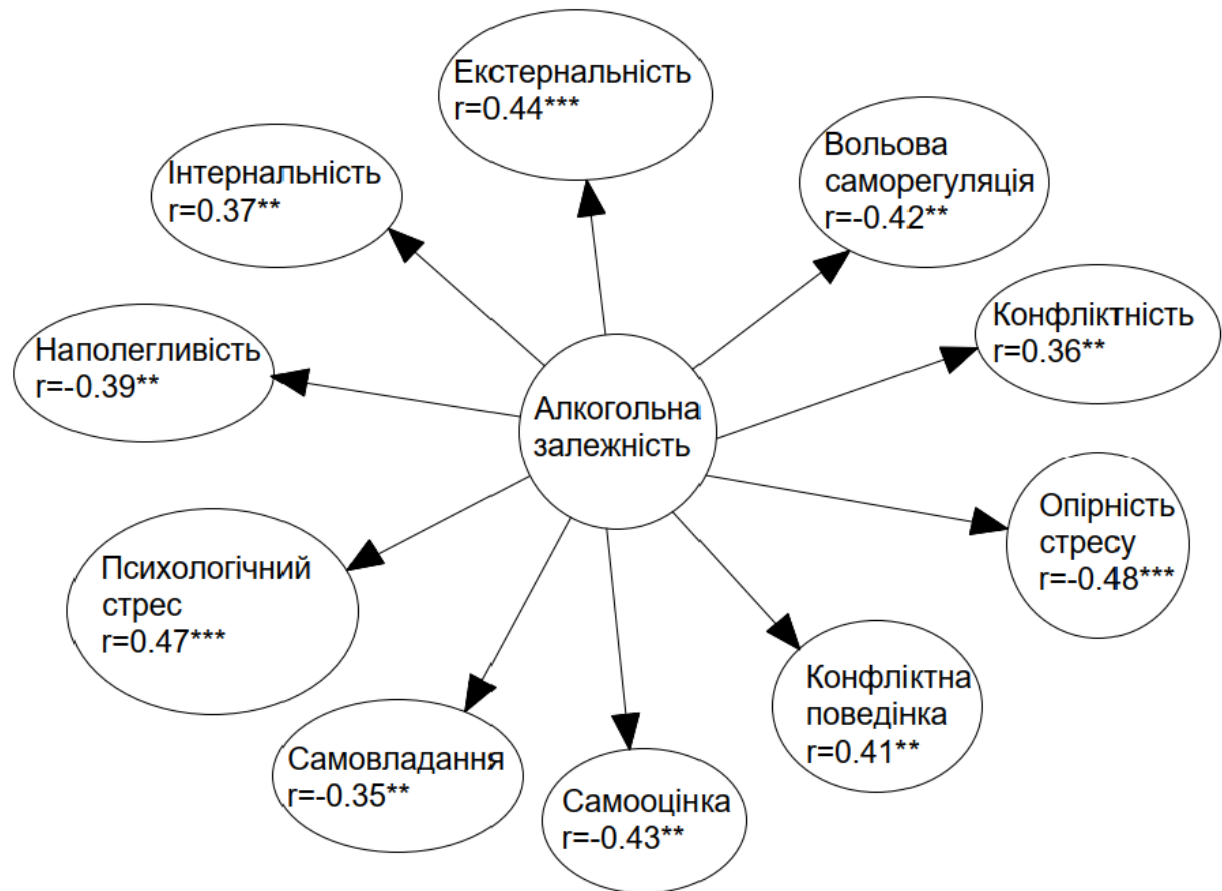 Екстернальність
r=0.44***
Інтернальність
r=0.37**
Вольова
саморегуляція
r=-0.42**
Конфліктність
r=0.36**
Наполегливість
r=-0.39**
Алкогольна
залежність
Опірність
стресу
r=-0.48***
Психологічний
стрес
r=0.47***
Конфліктна
поведінка
r=0.41**
Самовладання
r=-0.35**
Самооцінка
r=-0.43**